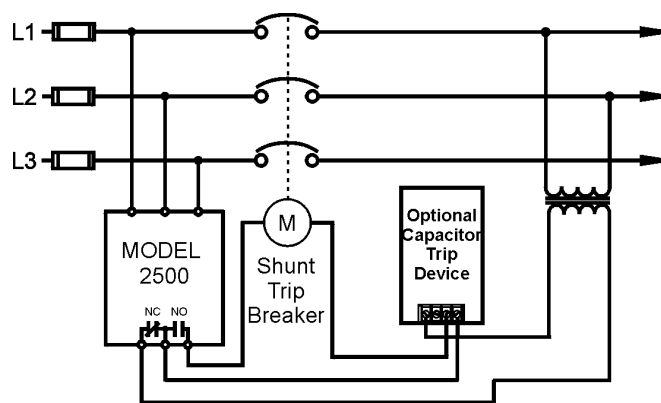 L1
L2
L3
MODEL
2500
NC NO
M
Shunt
Trip
Breaker
Optional
Capacitor
Trip
Device